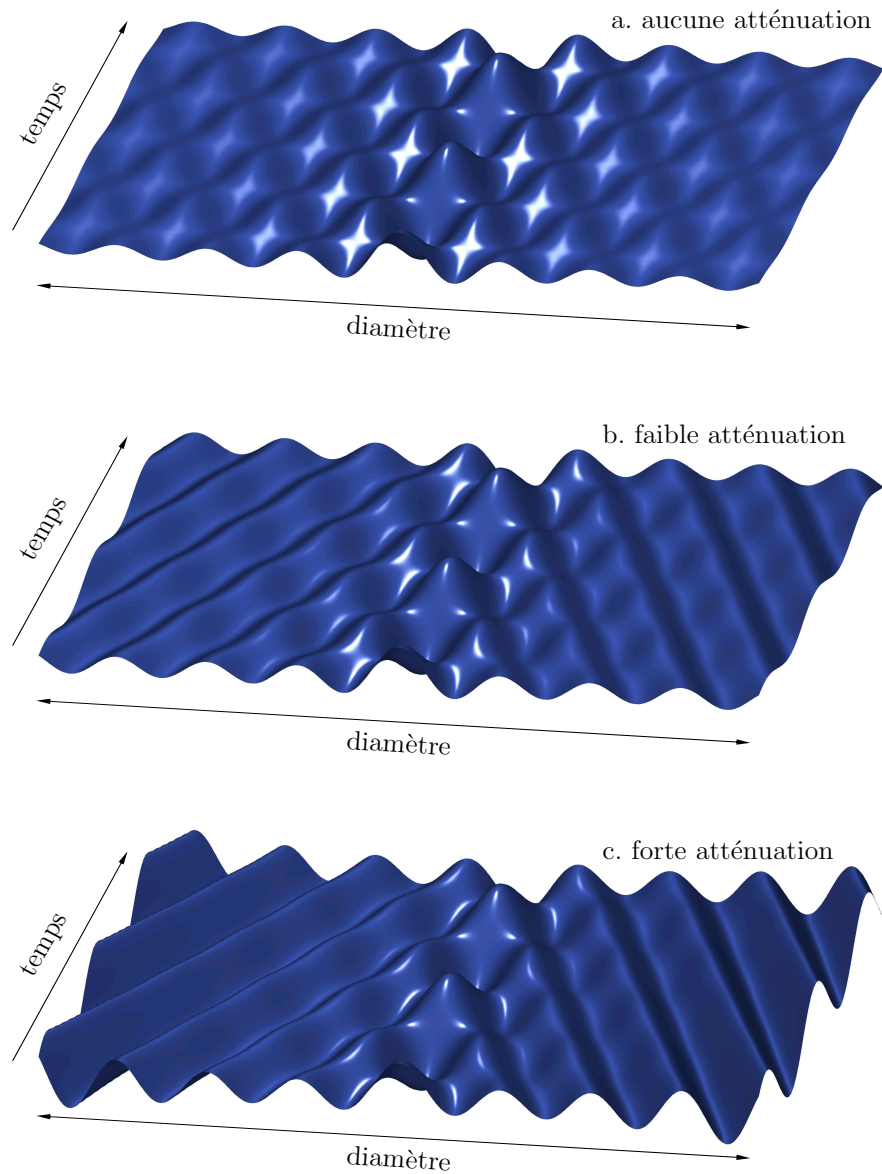 a. aucune atténuation
temps
diamètre
b. faible atténuation
temps
diamètre
c. forte atténuation
temps
diamètre